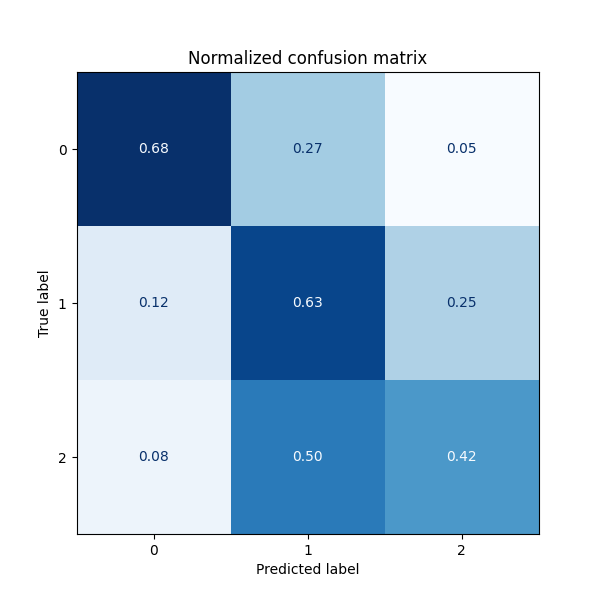 Normalized confusion matrix
0 0.68 0.27 0.05
True label
1 0.12 0.63 0.25
2 0.08 0.50 0.42
0 1 2
Predicted label